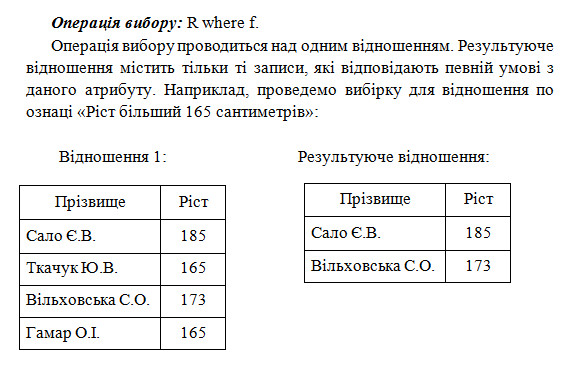 Операція вибору: R where f.
Операція вибору проводиться над одним відношенням. Результуюче
відношення містить тільки ті записи, які відповідають певній умові з
даного атрибуту. Наприклад, проведемо вибірку для відношення по
ознаці «Ріст більший 165 сантиметрів»:
Відношення 1:
Прізвище Ріст
Сало Є.В. 185
Ткачук Ю.В. 165
Вільховська С.О. 173
Гамар О.І. 165
Результуюче відношення:
Прізвище Ріст
Сало Є.В. 185
Вільховська С.О. 173